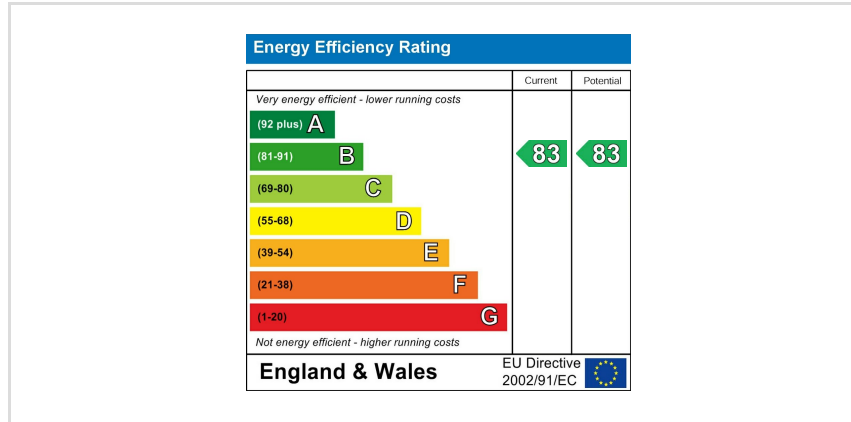 Energy Efficiency Rating
Current Potential
Very energy efficient - lower running costs
(92 plus) A
(81-91) B 83 83
(69-80) C
(55-68) D
(39-54) E
(21-38) F
(1-20) G
Not energy efficient - higher running costs
England & Wales
EU Directive
2002/91/EC